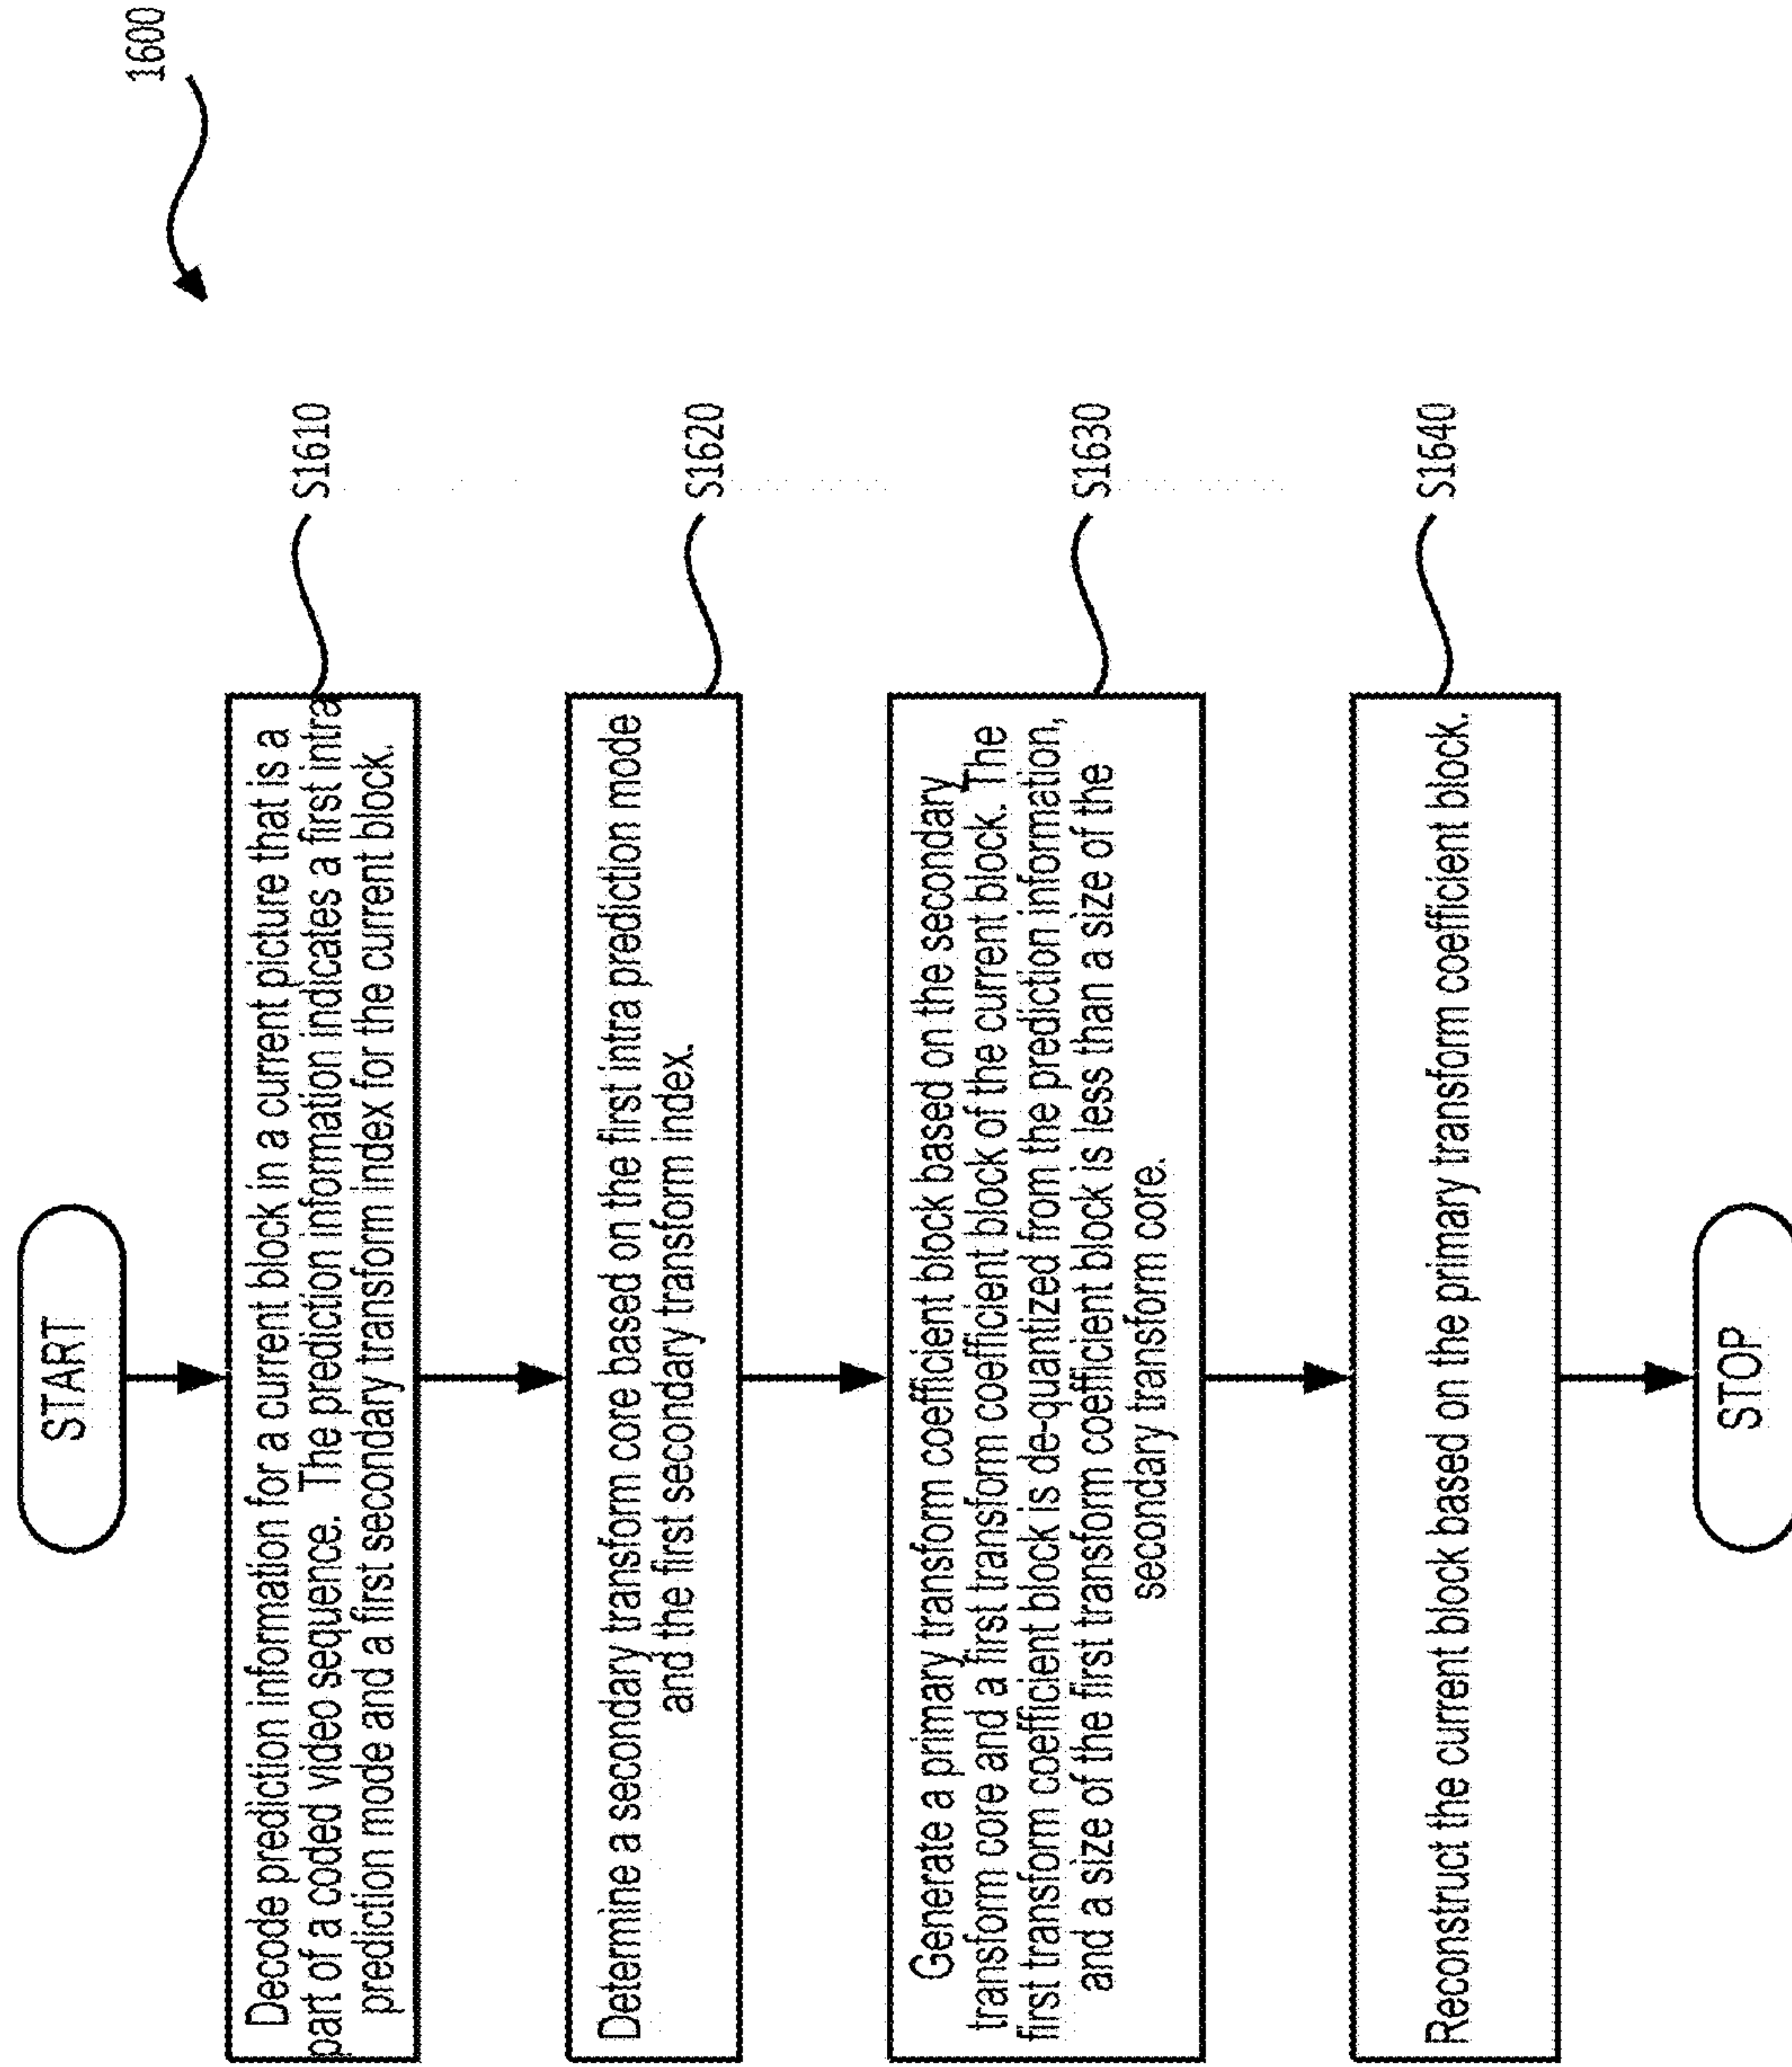 1600
START
Decode prediction information for a current block in a current picture that is a
part of a coded video sequence. The prediction information indicates a first intra
prediction mode and a first secondary transform index for the current block.
S1610
Determine a secondary transform core based on the first intra prediction mode
and the first secondary transform index.
S1620
Generate a primary transform coefficient block based on the secondary
transform core and a first transform coefficient block of the current block. The
first transform coefficient block is de-quantized from the prediction information,
and a size of the first transform coefficient block is less than a size of the
secondary transform core.
S1630
Reconstruct the current block based on the primary transform coefficient block.
S1640
STOP